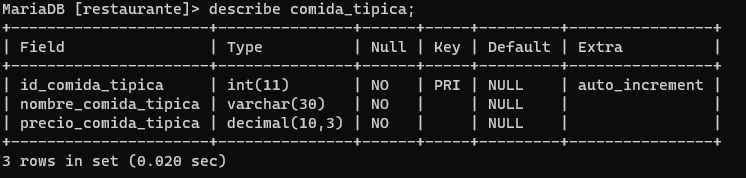 MariaDB [restaurante]> describe comida_tipica;
+----------------------+---------------+------+-----+---------+----------------+
| Field                | Type          | Null | Key | Default | Extra          |
+----------------------+---------------+------+-----+---------+----------------+
| id_comida_tipica     | int(11)       | NO   | PRI | NULL    | auto_increment |
| nombre_comida_tipica | varchar(30)   | NO   |     | NULL    |                |
| precio_comida_tipica | decimal(10,3) | NO   |     | NULL    |                |
+----------------------+---------------+------+-----+---------+----------------+
3 rows in set (0.020 sec)